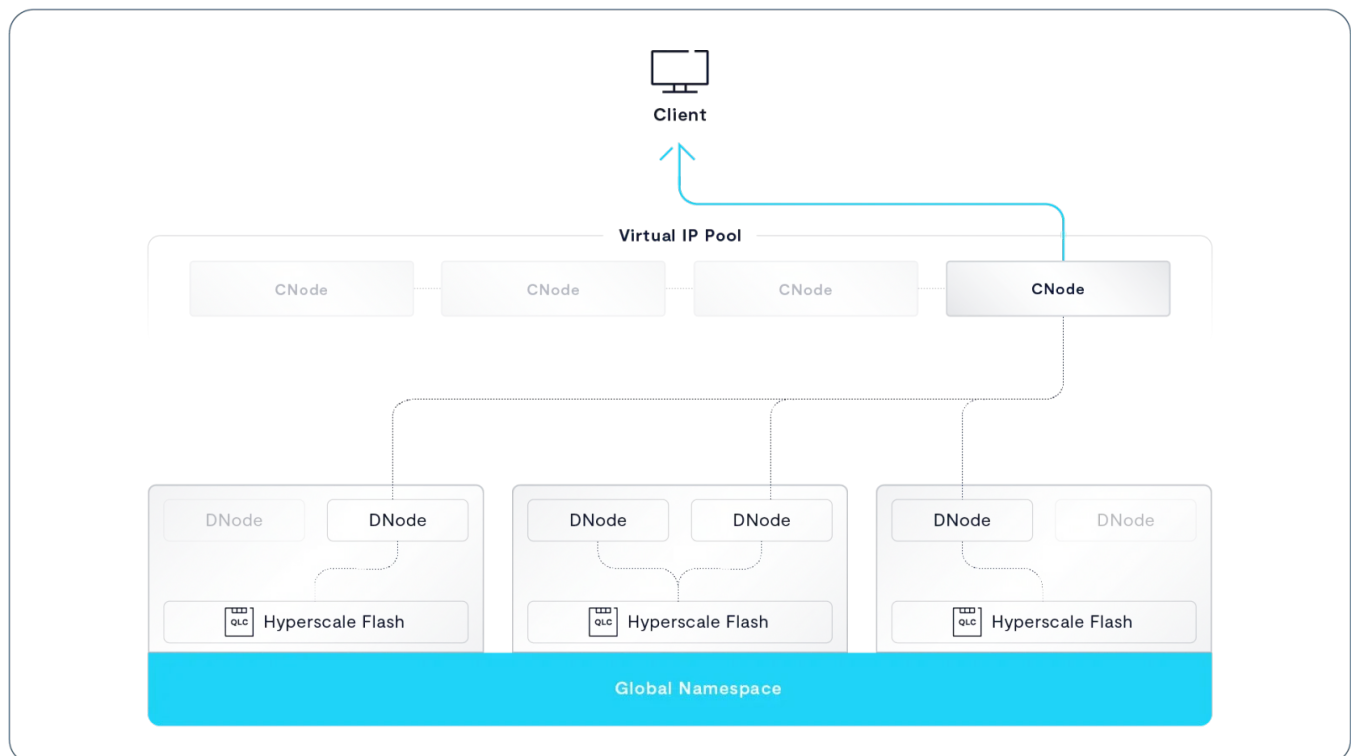 Client
Virtual IP Pool
CNode CNode CNode CNode
DNode DNode DNode DNode DNode DNode
QLC Hyperscale Flash QLC Hyperscale Flash QLC Hyperscale Flash
Global Namespace